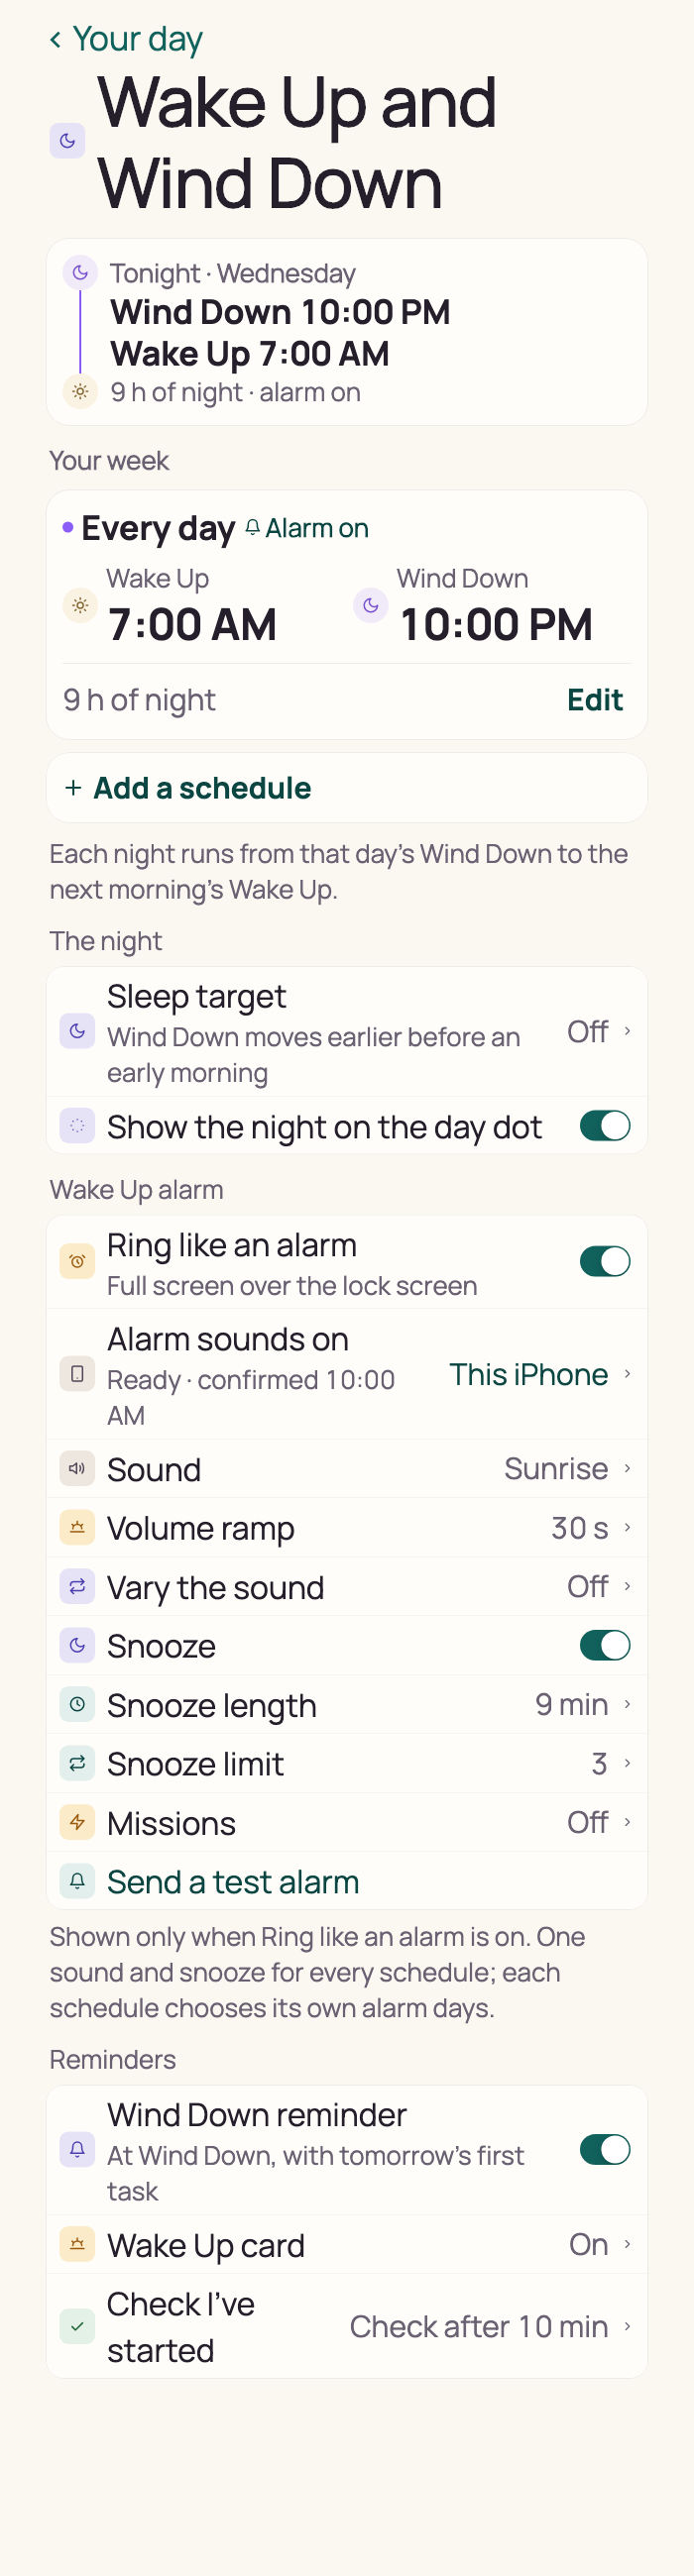 Your day
Wake Up and
Wind Down
Tonight · Wednesday
Wind Down 10:00 PM
Wake Up 7:00 AM
9 h of night · alarm on
Your week
Every day Alarm on
Wake Up Wind Down
7:00 AM 10:00 PM
9 h of night Edit
+ Add a schedule
Each night runs from that day’s Wind Down to the
next morning’s Wake Up.
The night
Sleep target
Wind Down moves earlier before an
early morning
Off
Show the night on the day dot
Wake Up alarm
Ring like an alarm
Full screen over the lock screen
Alarm sounds on
Ready · confirmed 10:00
AM
This iPhone
Sound Sunrise
Volume ramp 30 s
Vary the sound Off
Snooze
Snooze length 9 min
Snooze limit 3
Missions Off
Send a test alarm
Shown only when Ring like an alarm is on. One
sound and snooze for every schedule; each
schedule chooses its own alarm days.
Reminders
Wind Down reminder
At Wind Down, with tomorrow’s first
task
Wake Up card On
Check I’ve
started
Check after 10 min